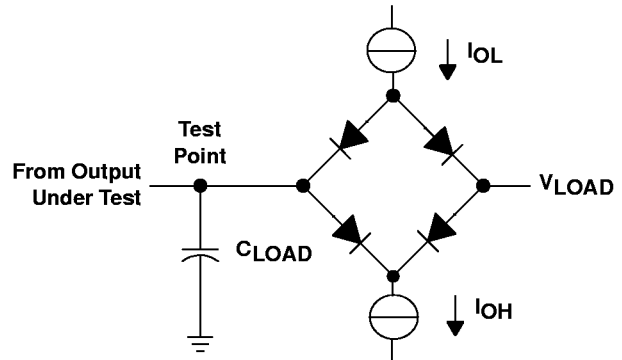 IOL
Test
Point
From Output
Under Test
VLOAD
CLOAD
IOH